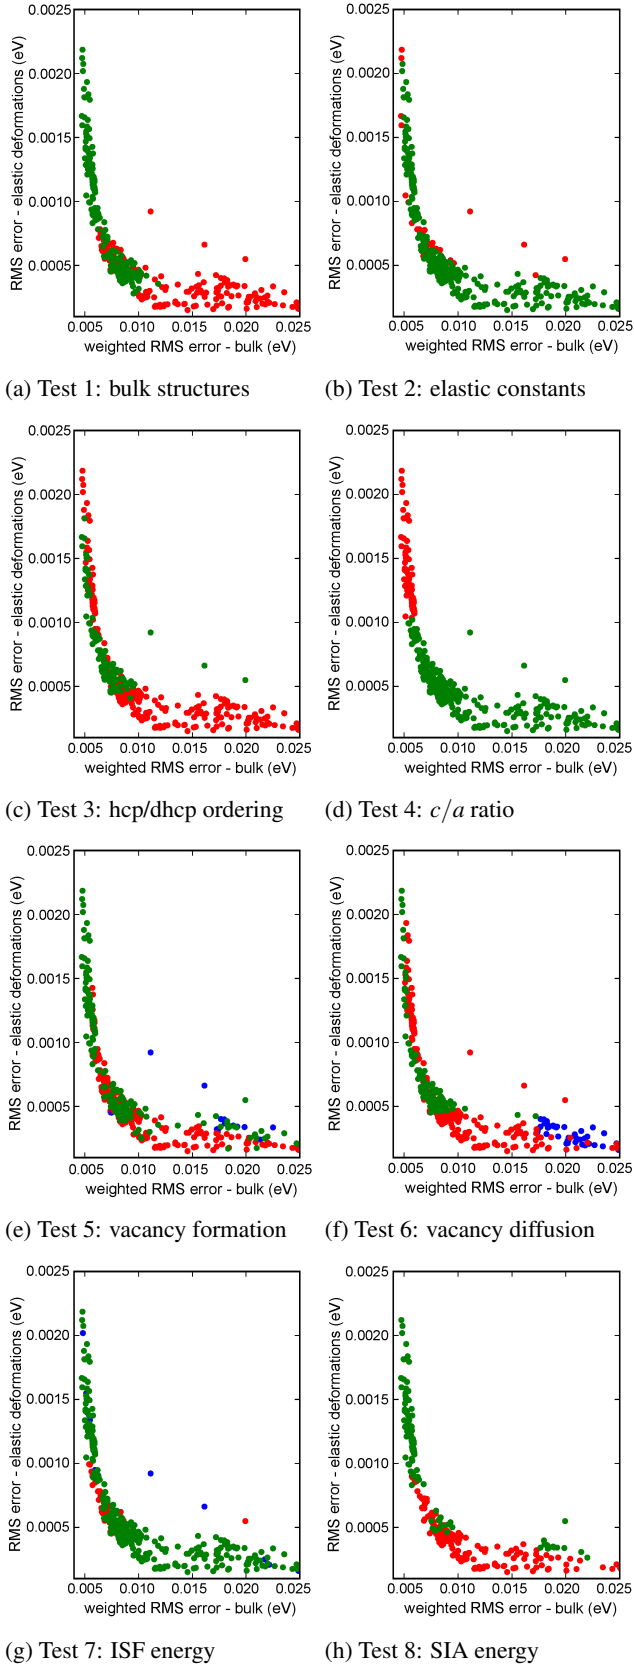 0.0025 0.0025
0.0020 0.0020
0.0015 0.0015
0.0010 0.0010
0.0005 0.0005
RMS error - elastic deformations (eV) RMS error - elastic deformations (eV)
0.005 0.010 0.015 0.020 0.025 0.005 0.010 0.015 0.020 0.025
weighted RMS error - bulk (eV) weighted RMS error - bulk (eV)
(a) Test 1: bulk structures (b) Test 2: elastic constants
0.0025 0.0025
0.0020 0.0020
0.0015 0.0015
0.0010 0.0010
0.0005 0.0005
RMS error - elastic deformations (eV) RMS error - elastic deformations (eV)
0.005 0.010 0.015 0.020 0.025 0.005 0.010 0.015 0.020 0.025
weighted RMS error - bulk (eV) weighted RMS error - bulk (eV)
(c) Test 3: hcp/dhcp ordering (d) Test 4: c/a ratio
0.0025 0.0025
0.0020 0.0020
0.0015 0.0015
0.0010 0.0010
0.0005 0.0005
RMS error - elastic deformations (eV) RMS error - elastic deformations (eV)
0.005 0.010 0.015 0.020 0.025 0.005 0.010 0.015 0.020 0.025
weighted RMS error - bulk (eV) weighted RMS error - bulk (eV)
(e) Test 5: vacancy formation (f) Test 6: vacancy diffusion
0.0025 0.0025
0.0020 0.0020
0.0015 0.0015
0.0010 0.0010
0.0005 0.0005
RMS error - elastic deformations (eV) RMS error - elastic deformations (eV)
0.005 0.010 0.015 0.020 0.025 0.005 0.010 0.015 0.020 0.025
weighted RMS error - bulk (eV) weighted RMS error - bulk (eV)
(g) Test 7: ISF energy (h) Test 8: SIA energy